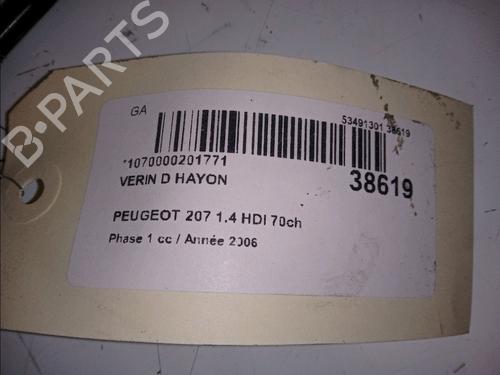 B-PARTS
GA
53491301 38619
*1070000201771
38619
VERIN D HAYON
PEUGEOT 207 1.4 HDI 70ch
Phase 1 cc / Année 2006